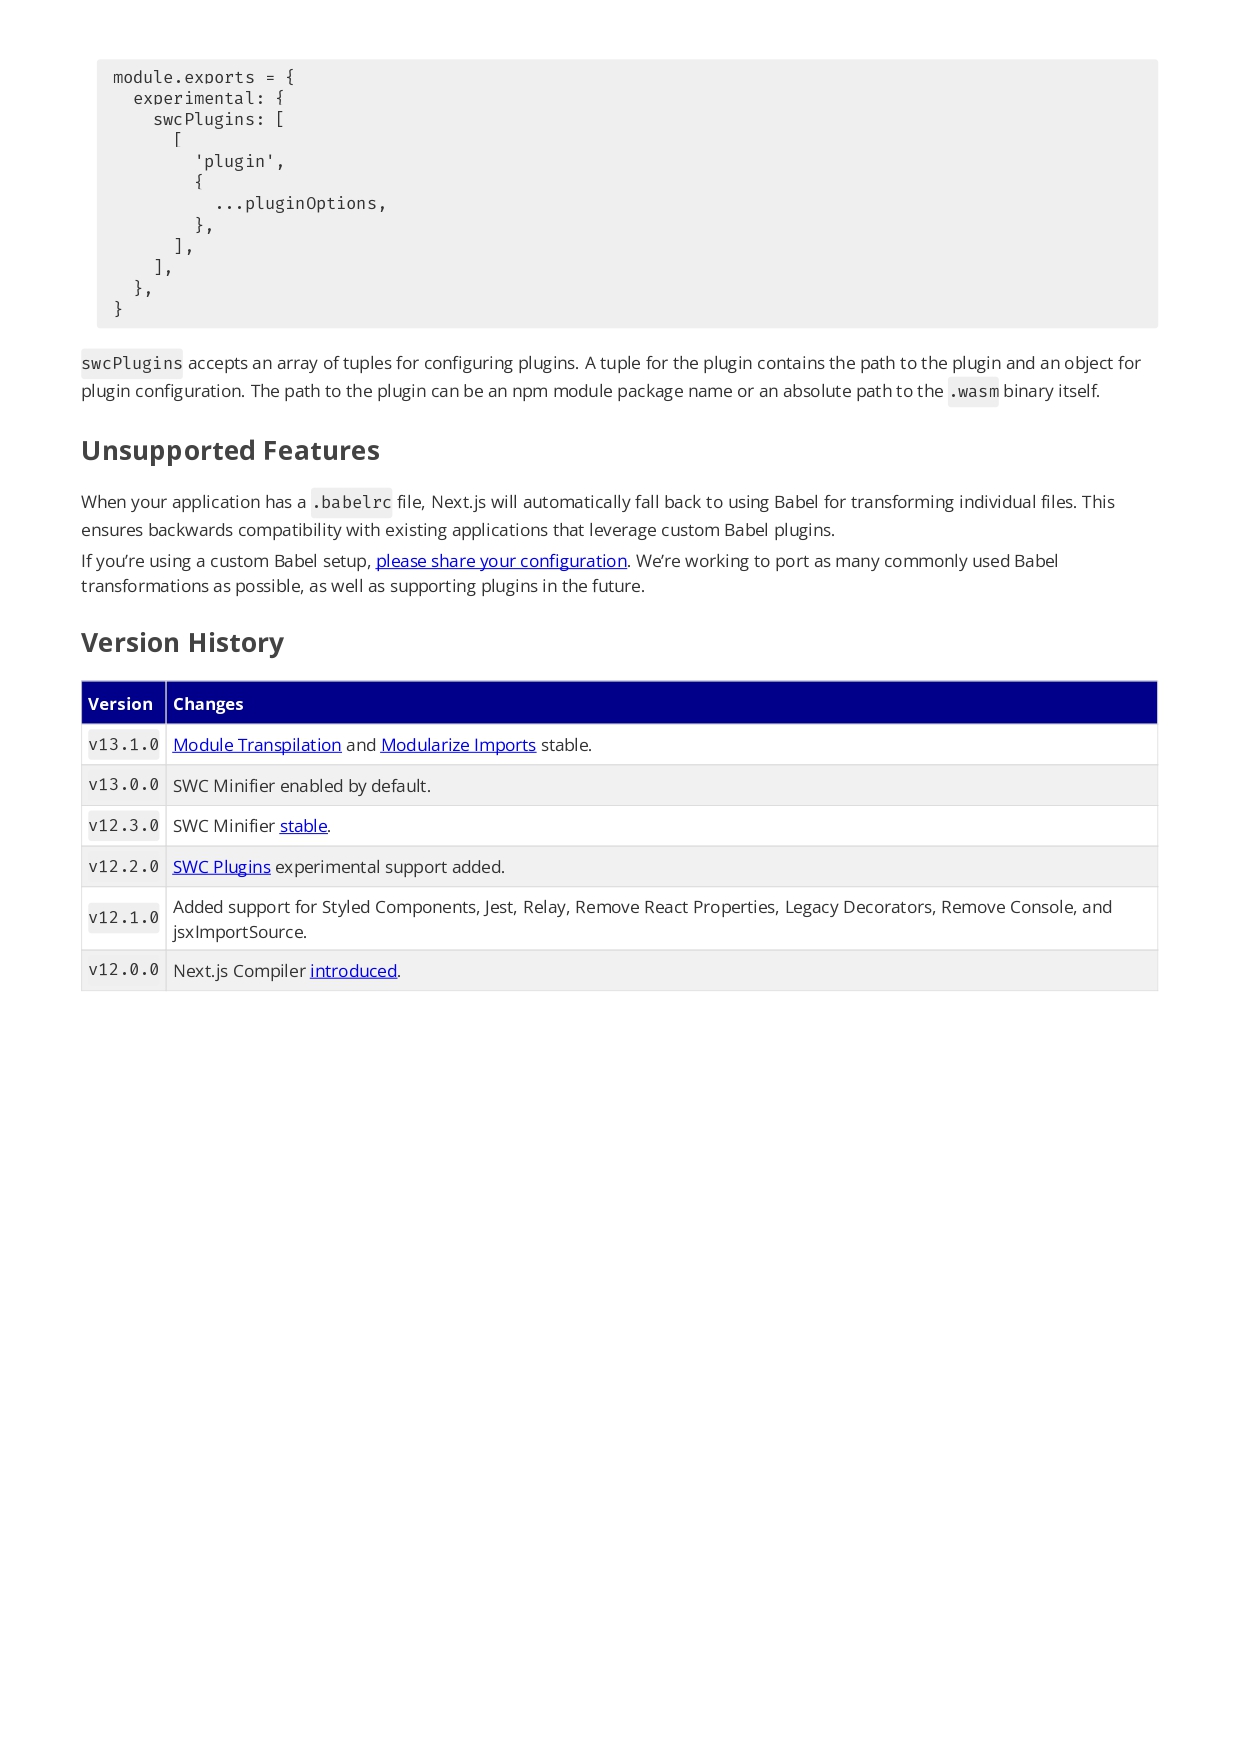 module.exports = {
  experimental: {
    swcPlugins: [
      [
        'plugin',
        {
          ...pluginOptions,
        },
      ],
    ],
  },
}
swcPlugins accepts an array of tuples for configuring plugins. A tuple for the plugin contains the path to the plugin and an object for
plugin configuration. The path to the plugin can be an npm module package name or an absolute path to the .wasm binary itself.
Unsupported Features
When your application has a .babelrc file, Next.js will automatically fall back to using Babel for transforming individual files. This
ensures backwards compatibility with existing applications that leverage custom Babel plugins.
If you’re using a custom Babel setup, please share your configuration. We’re working to port as many commonly used Babel
transformations as possible, as well as supporting plugins in the future.
Version History
Version Changes
v13.1.0 Module Transpilation and Modularize Imports stable.
v13.0.0 SWC Minifier enabled by default.
v12.3.0 SWC Minifier stable.
v12.2.0 SWC Plugins experimental support added.
v12.1.0 Added support for Styled Components, Jest, Relay, Remove React Properties, Legacy Decorators, Remove Console, and
jsxImportSource.
v12.0.0 Next.js Compiler introduced.